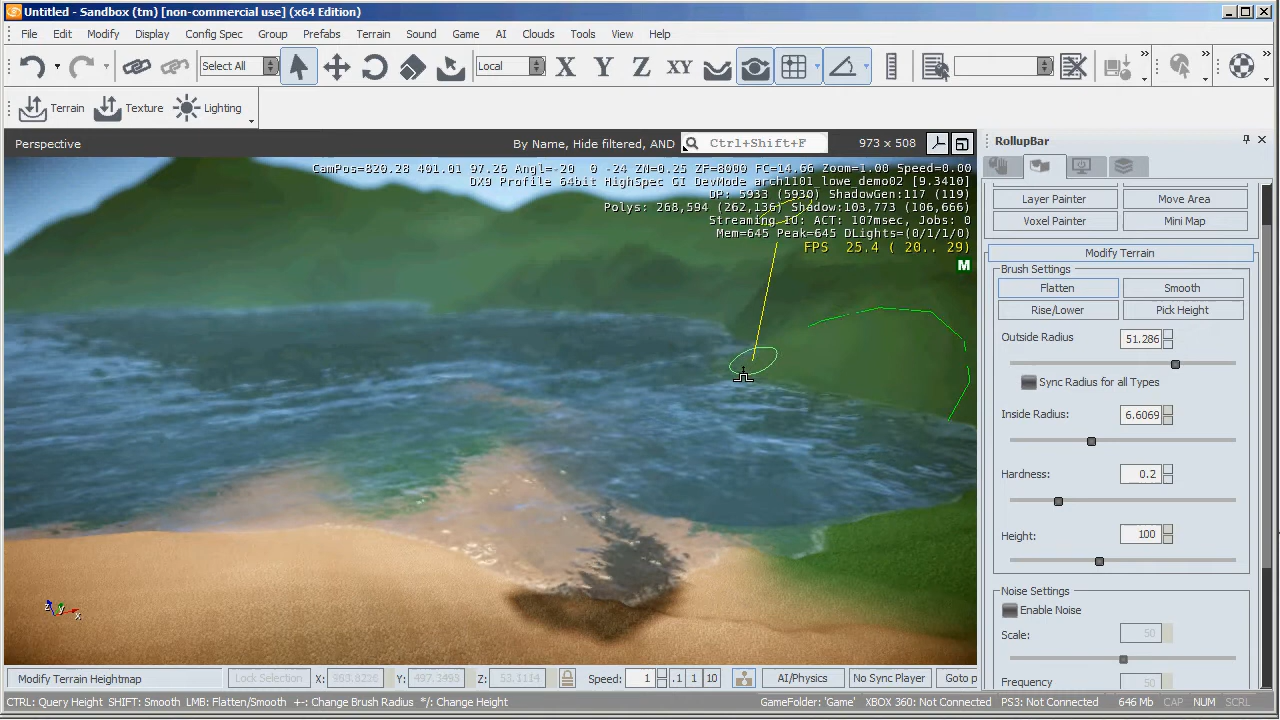 Untitled - Sandbox (tm) [non-commercial use] (x64 Edition)
File Edit Modify Display Config Spec Group Prefabs Terrain Sound Game AI Clouds Tools View Help
Select All Local X Y Z XY
Terrain Texture Lighting
Perspective By Name, Hide filtered, AND Ctrl+Shift+F 973 x 508
CamPos=820.28 401.01 97.26 Angl=-20 0 -24 ZN=0.25 ZF=8000 FC=14.66 Zoom=1.00 Speed=0.00
DX9 Profile 64bit HighSpec GI DevMode arch1101_lowe_demo02 [9.3410]
DP: 5933 (5930) ShadowGen:117 (119)
Polys: 268,594 (262,136) Shadow:103,773 (106,666)
Streaming IO: ACT: 107msec, Jobs: 0
Mem=645 Peak=645 DLights=(0/1/1/0)
FPS 25.4 ( 20.. 29)
M
z y x
RollupBar
Layer Painter Move Area
Voxel Painter Mini Map
Modify Terrain
Brush Settings
Flatten Smooth
Rise/Lower Pick Height
Outside Radius 51.286
Sync Radius for all Types
Inside Radius: 6.6069
Hardness: 0.2
Height: 100
Noise Settings
Enable Noise
Scale: 50
Frequency 50
Modify Terrain Heightmap Lock Selection X: Y: Z: 53.1114 Speed: 1 .1 1 10 AI/Physics No Sync Player Goto p
CTRL: Query Height SHIFT: Smooth LMB: Flatten/Smooth +-: Change Brush Radius */: Change Height GameFolder: 'Game' XBOX 360: Not Connected PS3: Not Connected 646 Mb CAP NUM SCRL